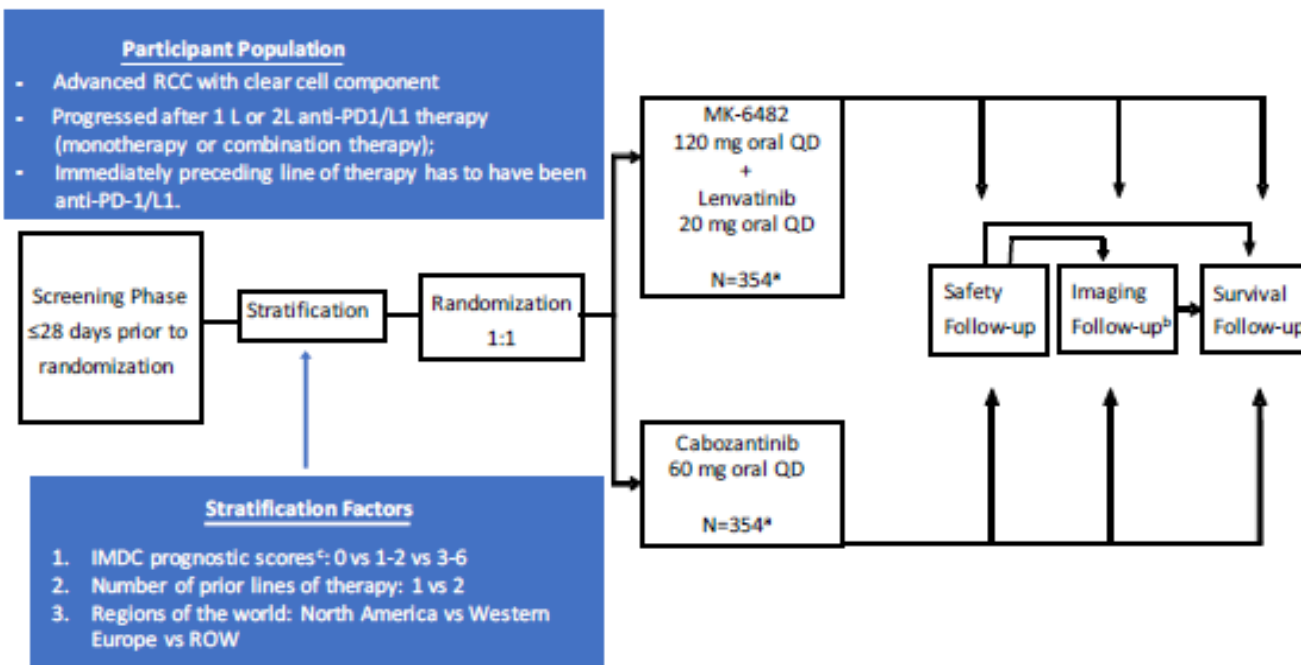 Participant Population
- Advanced RCC with clear cell component
- Progressed after 1 L or 2L anti-PD1/L1 therapy
(monotherapy or combination therapy);
- Immediately preceding line of therapy has to have been
anti-PD-1/L1.
Screening Phase
≤28 days prior to
randomization
Stratification
Randomization
1:1
MK-6482
120 mg oral QD
+
Lenvatinib
20 mg oral QD
N=354ᵃ
Cabozantinib
60 mg oral QD
N=354ᵃ
Safety
Follow-up
Imaging
Follow-upᵇ
Survival
Follow-up
Stratification Factors
1. IMDC prognostic scoresᶜ: 0 vs 1-2 vs 3-6
2. Number of prior lines of therapy: 1 vs 2
3. Regions of the world: North America vs Western
Europe vs ROW